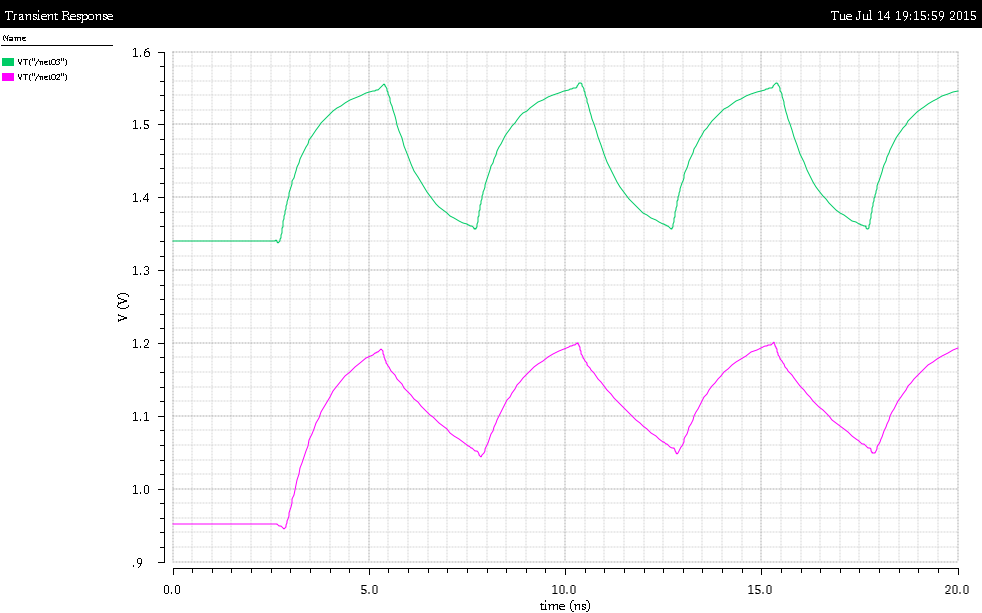 Transient Response
Tue Jul 14 19:15:59 2015
Name
VT("/net03")
VT("/net02")
1.6
1.5
1.4
1.3
1.2
1.1
1.0
.9
V (V)
0.0 5.0 10.0 15.0 20.0
time (ns)